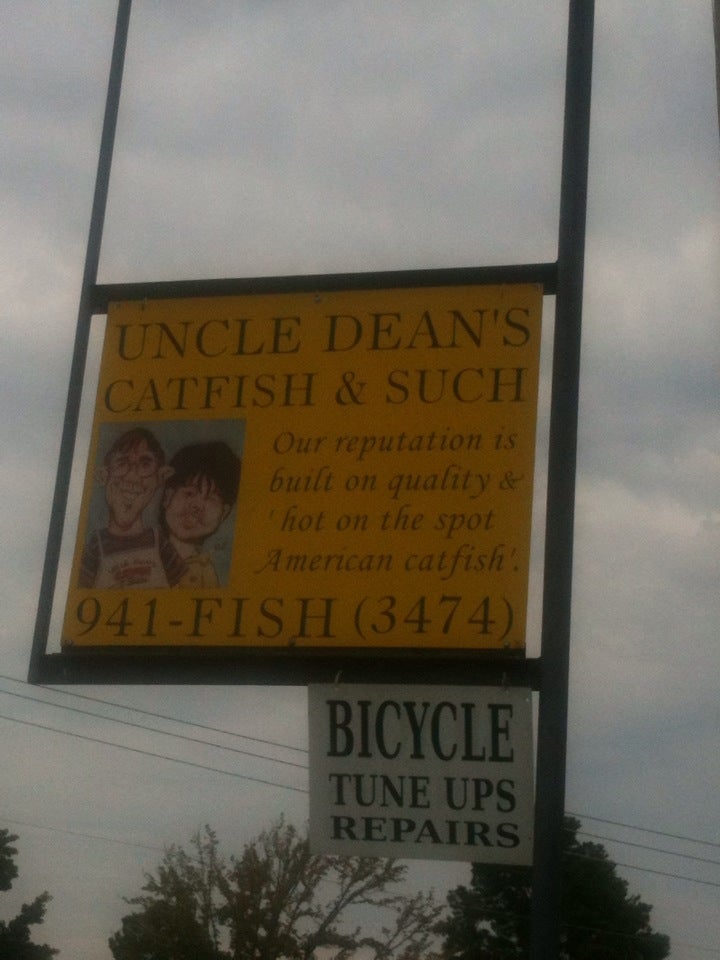 UNCLE DEAN'S
CATFISH & SUCH
Our reputation is
built on quality &
'hot on the spot
American catfish'.
941-FISH (3474)
BICYCLE
TUNE UPS
REPAIRS